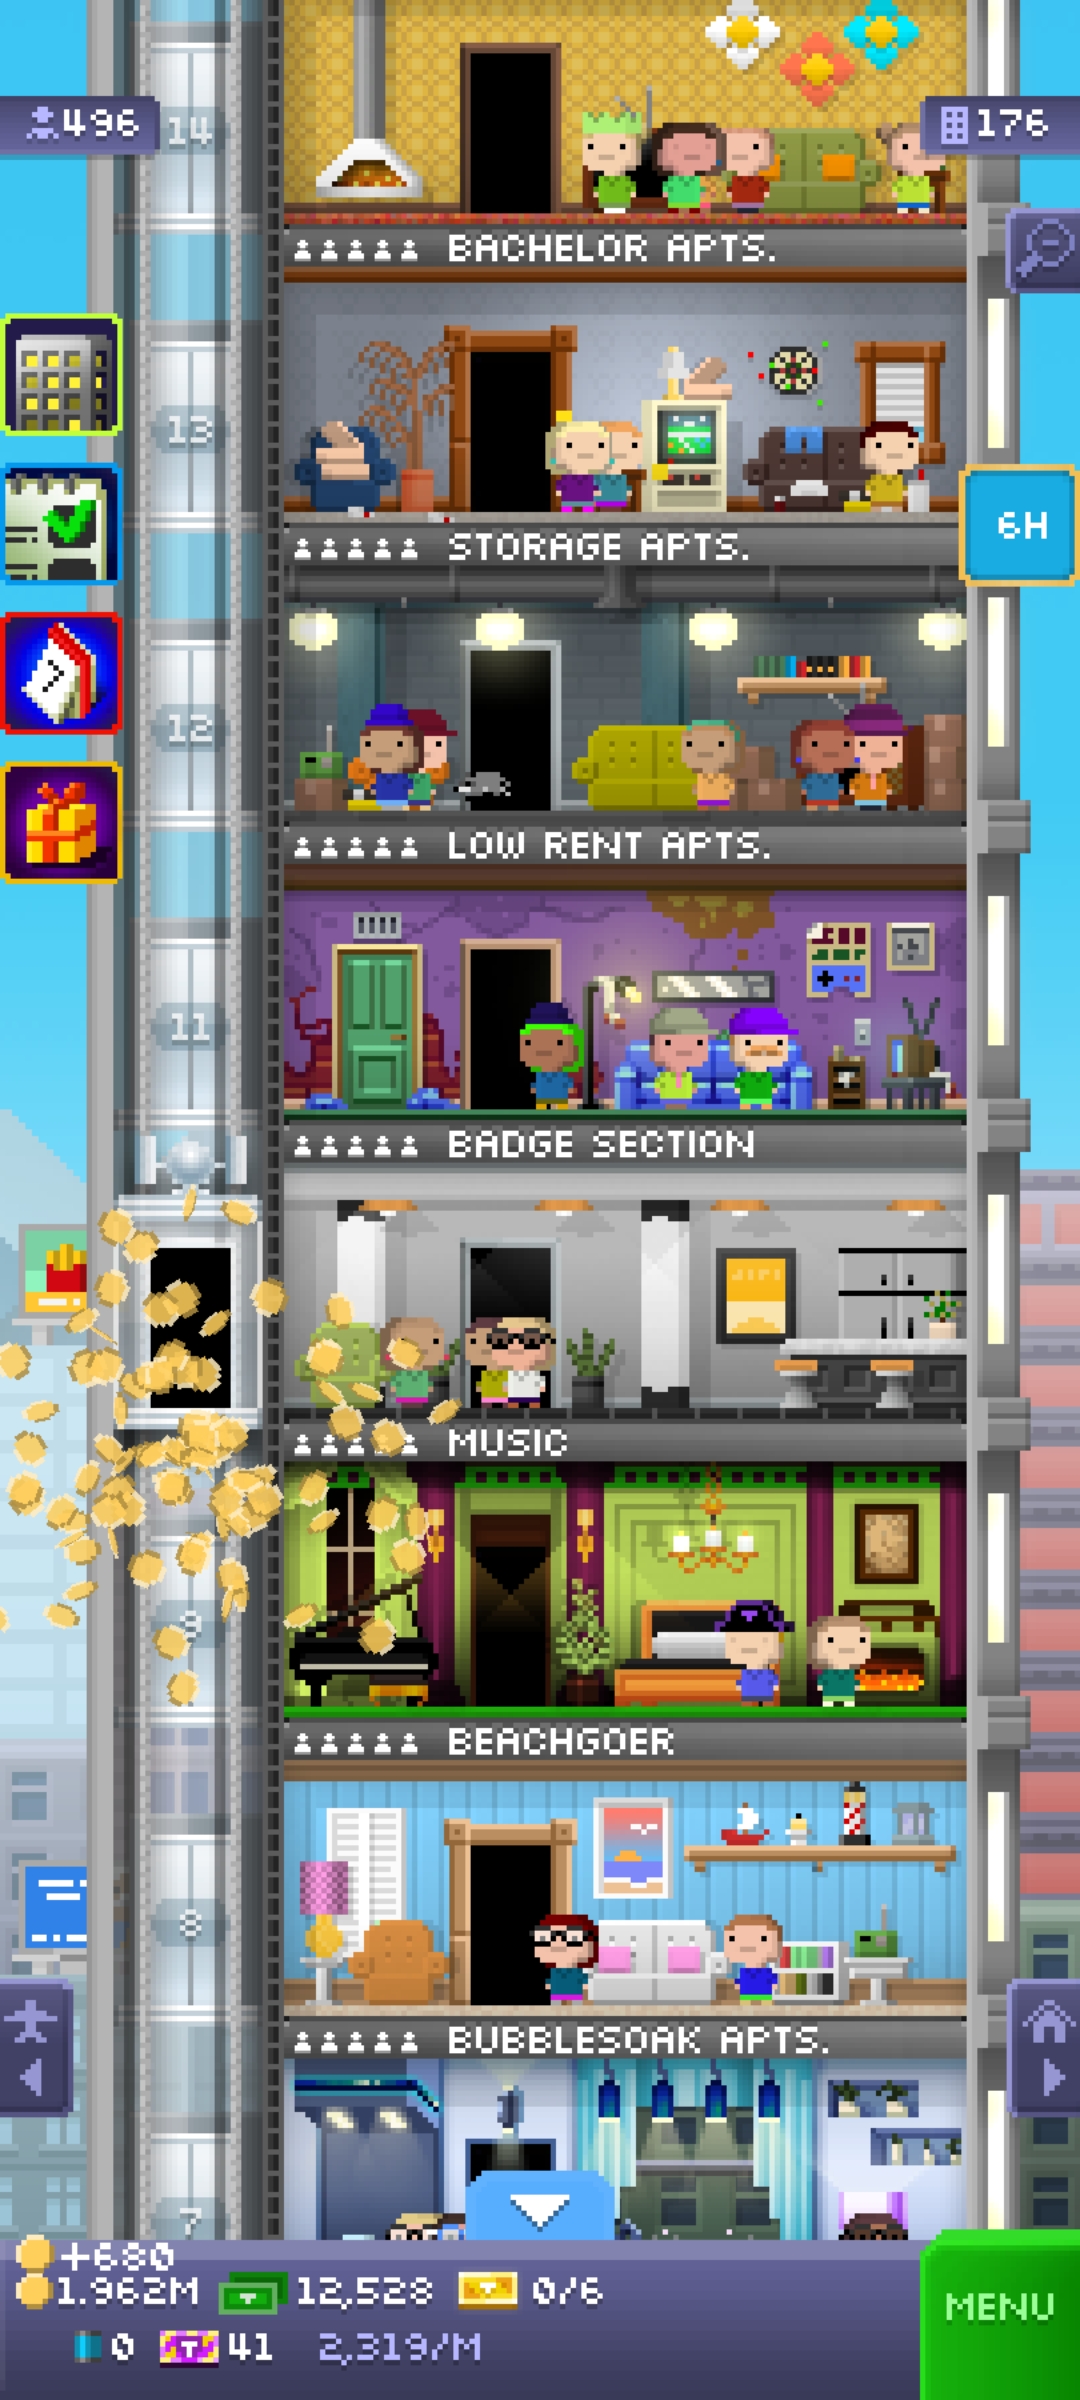 496
14
176
BACHELOR APTS.
13
6H
STORAGE APTS.
12
LOW RENT APTS.
11
BADGE SECTION
MUSIC
9
BEACHGOER
8
BUBBLESOAK APTS.
7
+680
1.962M
12,528
0/6
MENU
0
41
2,319/M